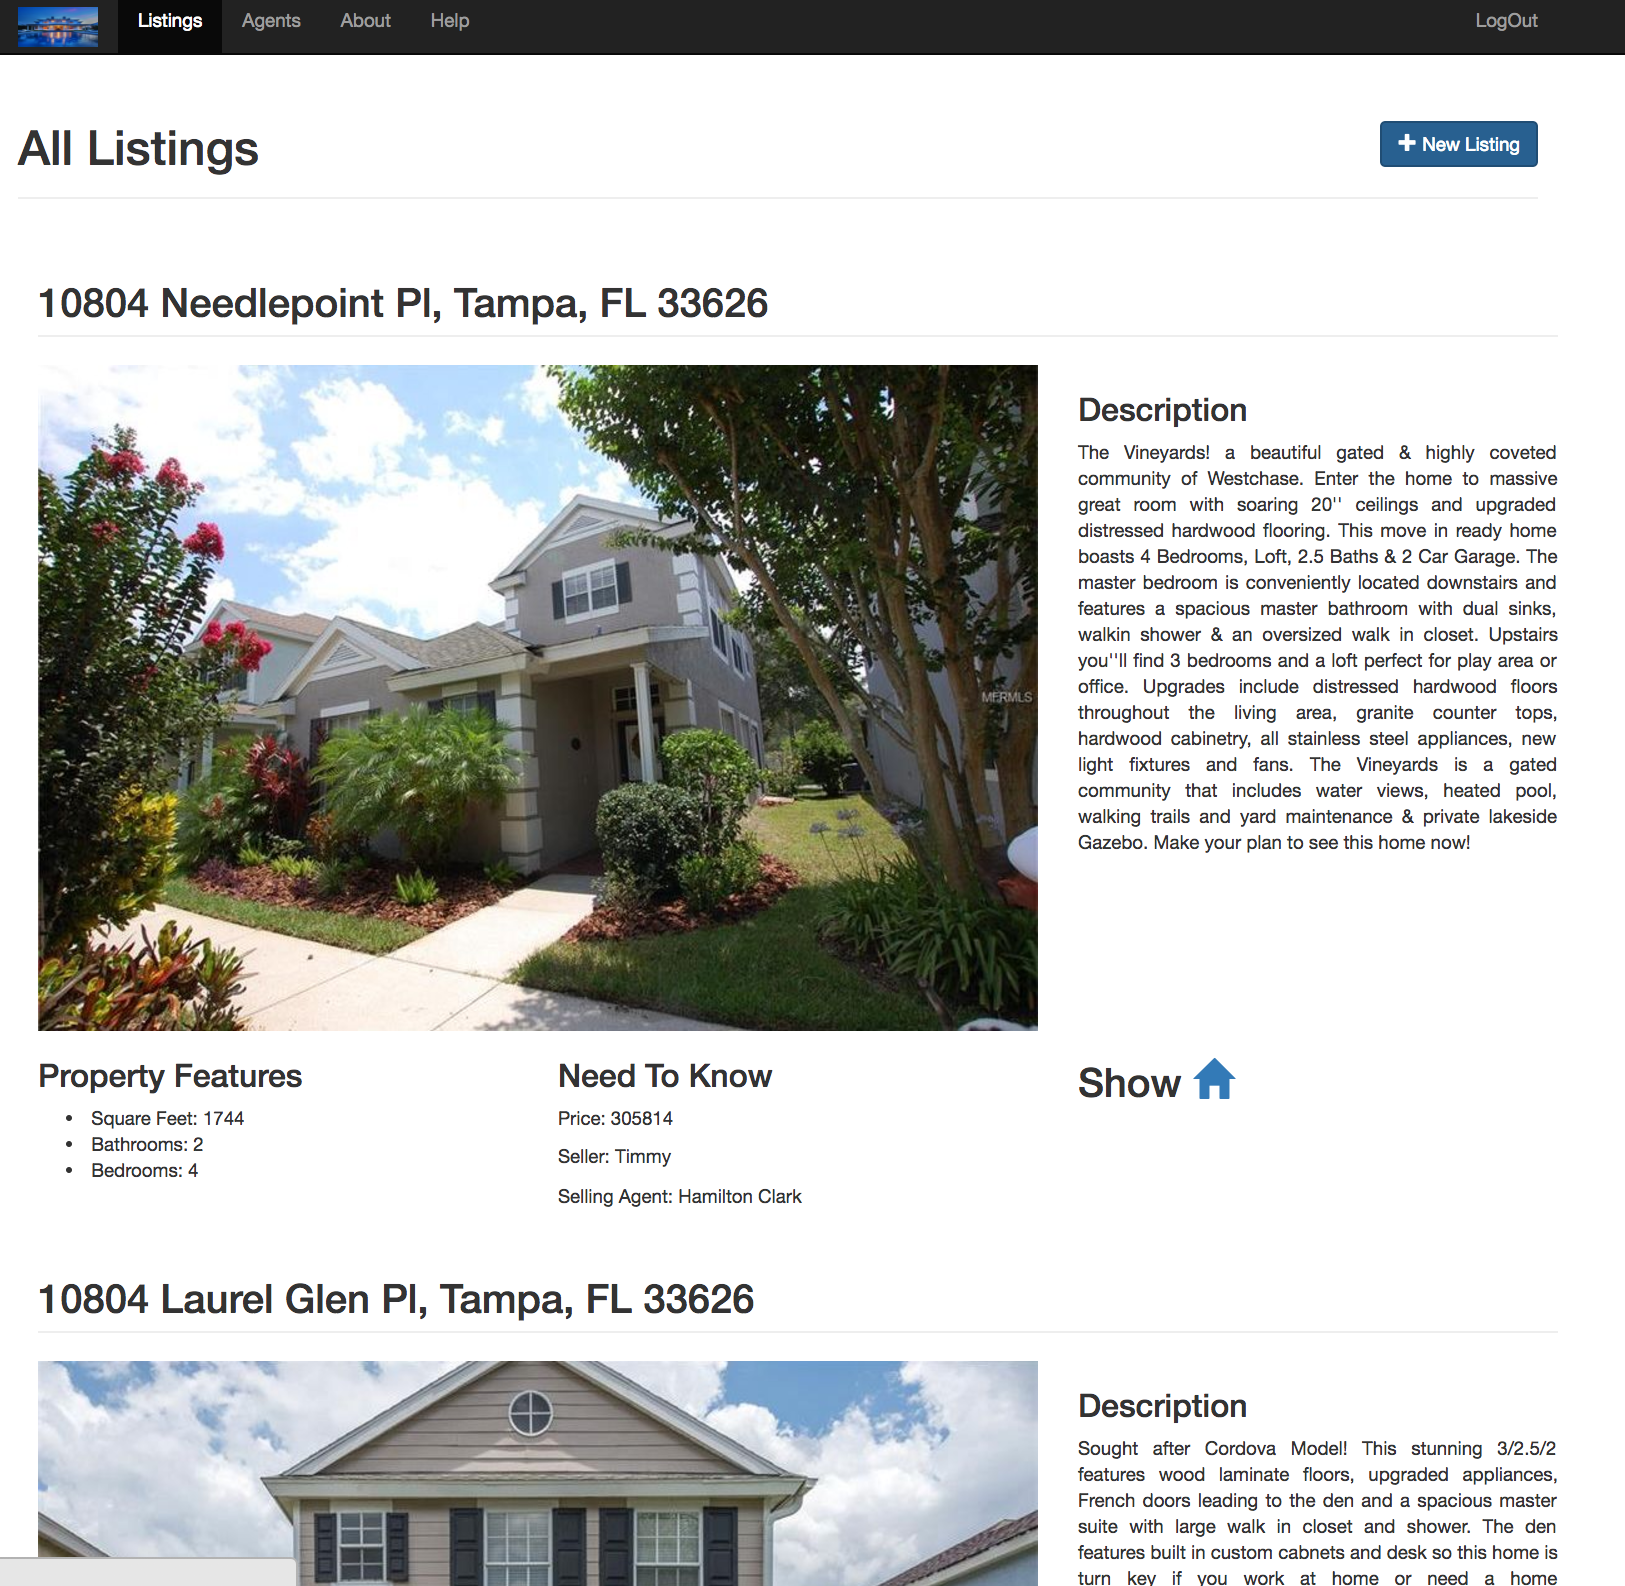 Listings Agents About Help LogOut
All Listings
New Listing
10804 Needlepoint Pl, Tampa, FL 33626
MFRMLS
Description
The Vineyards! a beautiful gated & highly coveted
community of Westchase. Enter the home to massive
great room with soaring 20'' ceilings and upgraded
distressed hardwood flooring. This move in ready home
boasts 4 Bedrooms, Loft, 2.5 Baths & 2 Car Garage. The
master bedroom is conveniently located downstairs and
features a spacious master bathroom with dual sinks,
walkin shower & an oversized walk in closet. Upstairs
you''ll find 3 bedrooms and a loft perfect for play area or
office. Upgrades include distressed hardwood floors
throughout the living area, granite counter tops,
hardwood cabinetry, all stainless steel appliances, new
light fixtures and fans. The Vineyards is a gated
community that includes water views, heated pool,
walking trails and yard maintenance & private lakeside
Gazebo. Make your plan to see this home now!
Property Features
• Square Feet: 1744
• Bathrooms: 2
• Bedrooms: 4
Need To Know
Price: 305814
Seller: Timmy
Selling Agent: Hamilton Clark
Show
10804 Laurel Glen Pl, Tampa, FL 33626
Description
Sought after Cordova Model! This stunning 3/2.5/2
features wood laminate floors, upgraded appliances,
French doors leading to the den and a spacious master
suite with large walk in closet and shower. The den
features built in custom cabnets and desk so this home is
turn key if you work at home or need a home